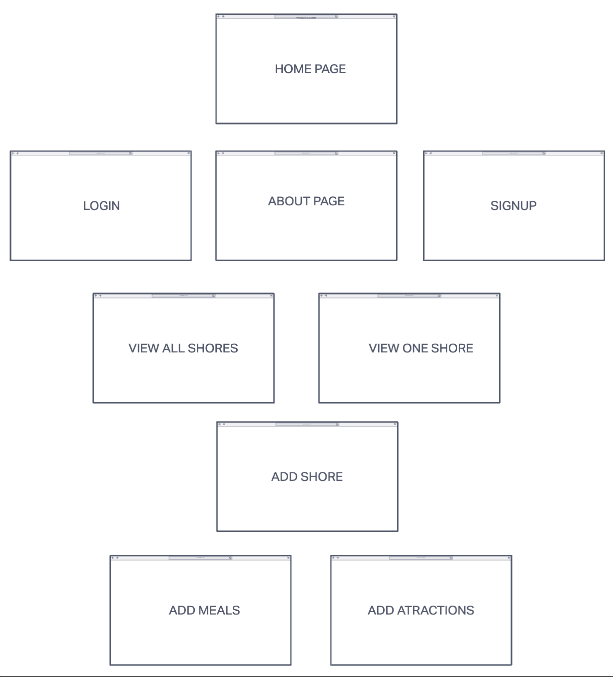 HOME PAGE
LOGIN
ABOUT PAGE
SIGNUP
VIEW ALL SHORES
VIEW ONE SHORE
ADD SHORE
ADD MEALS
ADD ATRACTIONS